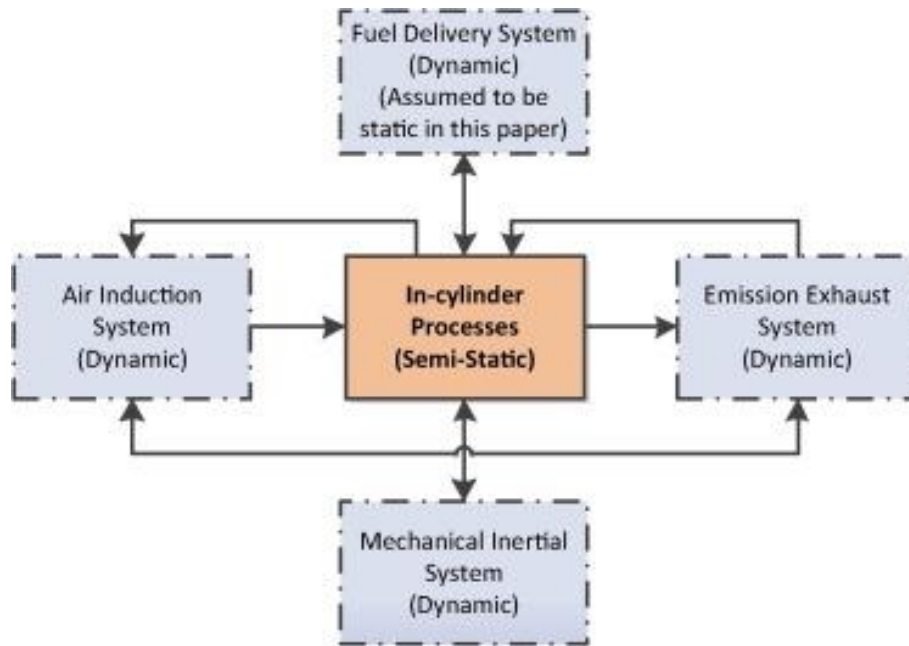 Fuel Delivery System
(Dynamic)
(Assumed to be
static in this paper)
Air Induction
System
(Dynamic)
In-cylinder
Processes
(Semi-Static)
Emission Exhaust
System
(Dynamic)
Mechanical Inertial
System
(Dynamic)